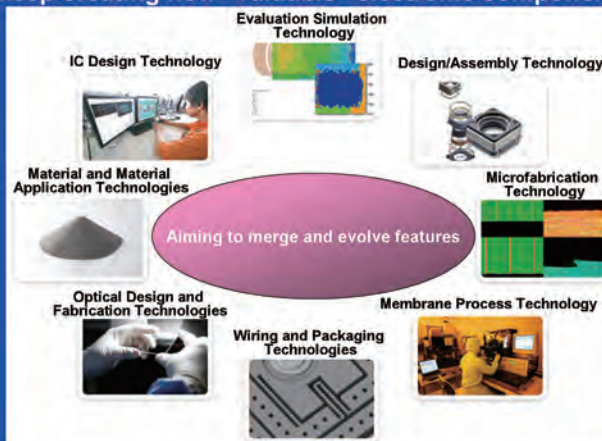 Evaluation Simulation
Technology
IC Design Technology
Design/Assembly Technology
Material and Material
Application Technologies
Microfabrication
Technology
Aiming to merge and evolve features
Optical Design and
Fabrication Technologies
Membrane Process Technology
Wiring and Packaging
Technologies